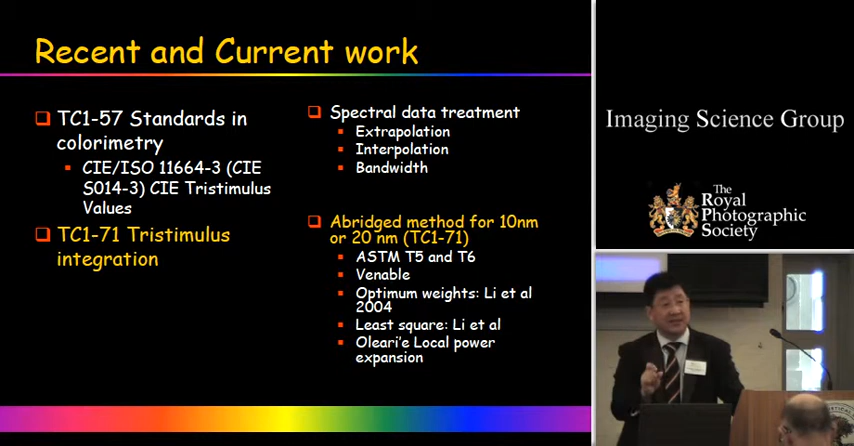 Recent and Current work
TC1-57 Standards in
colorimetry
CIE/ISO 11664-3 (CIE
S014-3) CIE Tristimulus
Values
TC1-71 Tristimulus
integration
Spectral data treatment
Extrapolation
Interpolation
Bandwidth
Abridged method for 10nm
or 20 nm (TC1-71)
ASTM T5 and T6
Venable
Optimum weights: Li et al
2004
Least square: Li et al
Oleari'e Local power
expansion
Imaging Science Group
The
Royal
Photographic
Society